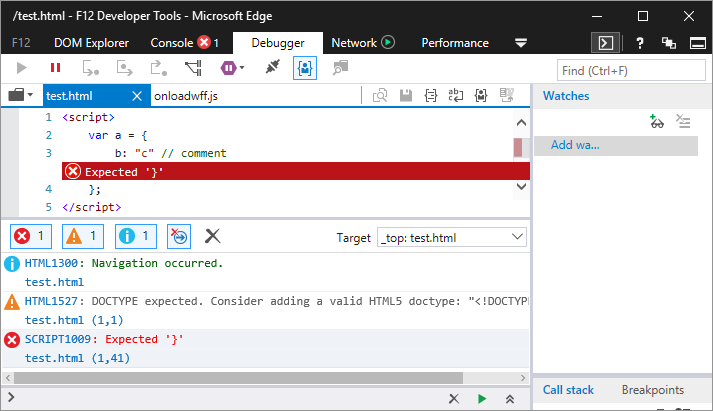 /test.html - F12 Developer Tools - Microsoft Edge
F12 DOM Explorer Console 1 Debugger Network Performance ?
Find (Ctrl+F)
test.html onloadwff.js
Watches
Add wa...
1 <script>
2 var a = {
3 b: "c" // comment
Expected '}'
4 };
5 </script>
1 1 1 Target _top: test.html
HTML1300: Navigation occurred.
test.html
HTML1527: DOCTYPE expected. Consider adding a valid HTML5 doctype: "<!DOCTYPE
test.html (1,1)
SCRIPT1009: Expected '}'
test.html (1,41)
Call stack Breakpoints